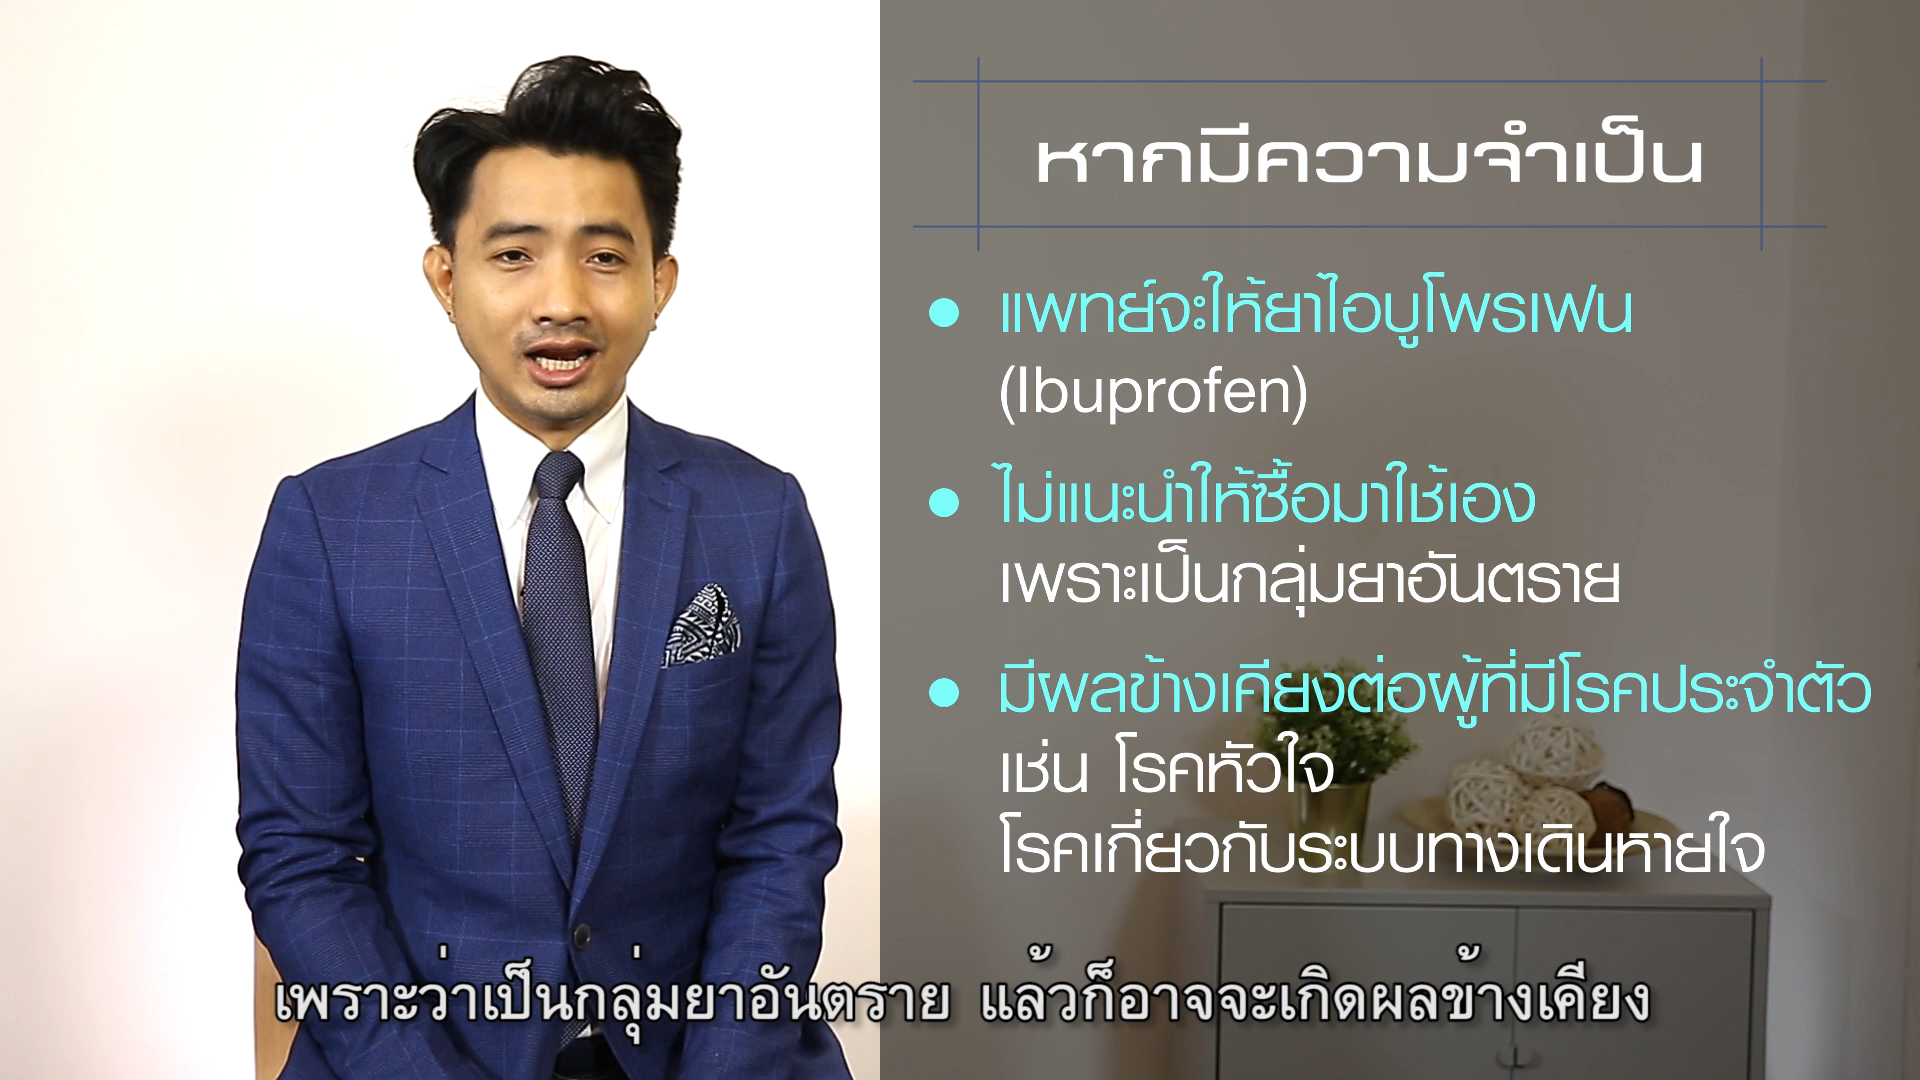 หากมีความจำเป็น
แพทย์จะให้ยาไอบูโพรเฟน
(Ibuprofen)
ไม่แนะนำให้ซื้อมาใช้เอง
เพราะเป็นกลุ่มยาอันตราย
มีผลข้างเคียงต่อผู้ที่มีโรคประจำตัว
เช่น โรคหัวใจ
โรคเกี่ยวกับระบบทางเดินหายใจ
เพราะว่าเป็นกลุ่มยาอันตราย แล้วก็อาจจะเกิดผลข้างเคียง